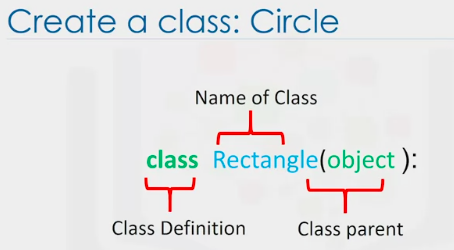 Create a class: Circle
Name of Class
class Rectangle(object ):
Class Definition
Class parent